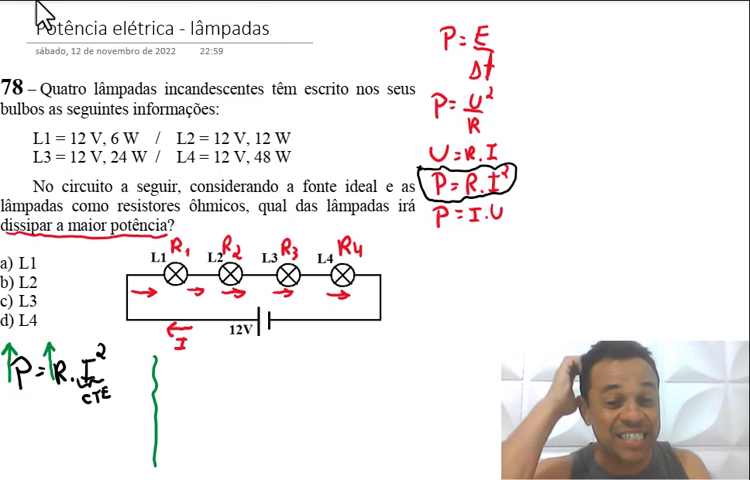 Potência elétrica - lâmpadas
sábado, 12 de novembro de 2022 22:59
78 – Quatro lâmpadas incandescentes têm escrito nos seus
bulbos as seguintes informações:
L1 = 12 V, 6 W / L2 = 12 V, 12 W
L3 = 12 V, 24 W / L4 = 12 V, 48 W
No circuito a seguir, considerando a fonte ideal e as
lâmpadas como resistores ôhmicos, qual das lâmpadas irá
dissipar a maior potência?
a) L1
b) L2
c) L3
d) L4
R1 R2 R3 R4
L1 L2 L3 L4
12V
I
P = R.I²
CTE
P = E/Δt
P = U²/R
U = R.I
P = R.I²
P = I.U